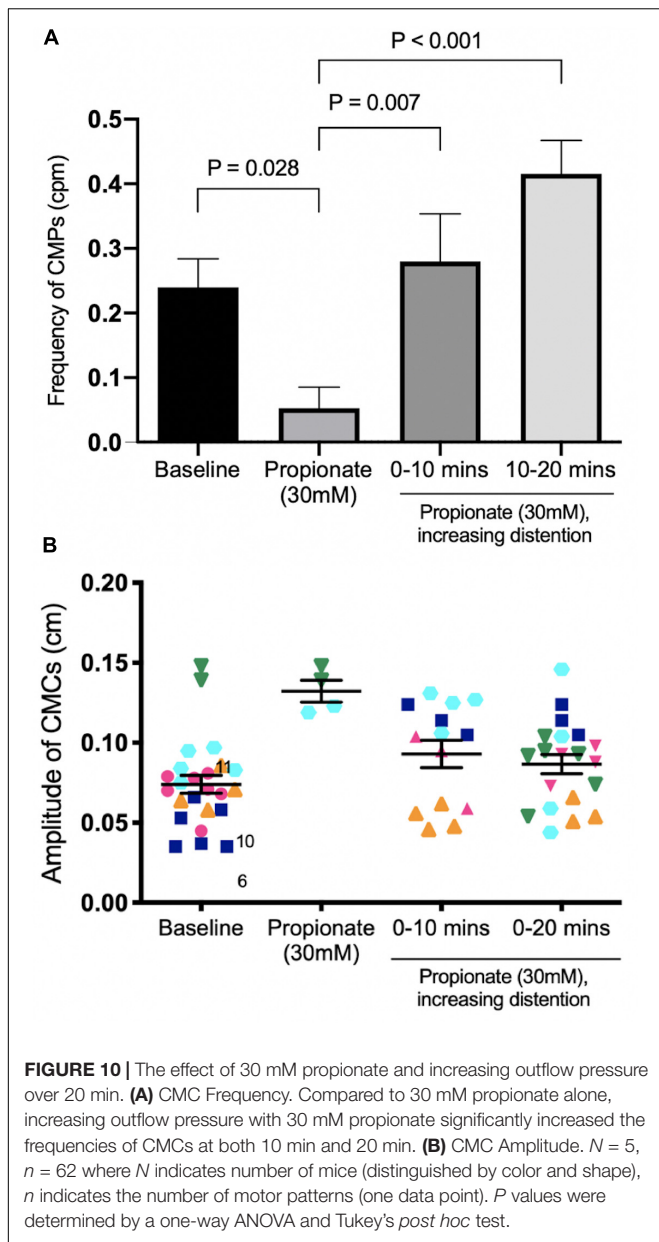 A
P < 0.001
P = 0.007
P = 0.028
Frequency of CMPs (cpm)
0.5
0.4
0.3
0.2
0.1
0.0
Baseline
Propionate
(30mM)
0-10 mins
10-20 mins
Propionate (30mM),
increasing distention
B
Amplitude of CMCs (cm)
0.20
0.15
0.10
0.05
0.00
11
10
6
Baseline
Propionate
(30mM)
0-10 mins
0-20 mins
Propionate (30mM),
increasing distention
FIGURE 10 | The effect of 30 mM propionate and increasing outflow pressure
over 20 min. (A) CMC Frequency. Compared to 30 mM propionate alone,
increasing outflow pressure with 30 mM propionate significantly increased the
frequencies of CMCs at both 10 min and 20 min. (B) CMC Amplitude. N = 5,
n = 62 where N indicates number of mice (distinguished by color and shape),
n indicates the number of motor patterns (one data point). P values were
determined by a one-way ANOVA and Tukey's post hoc test.